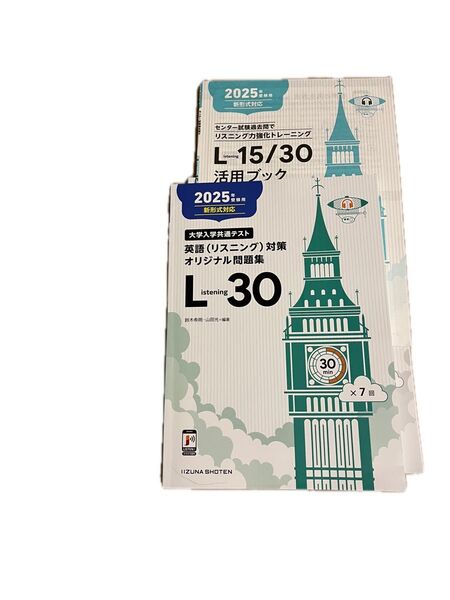 2025年受験用
新形式対応
センター試験過去問で
リスニング力強化トレーニング
Listening 15/30
活用ブック
2025年受験用
新形式対応
大学入学共通テスト
英語（リスニング）対策
オリジナル問題集
Listening 30
30
min
×7回
LISTEN!
IIZUNA SHOTEN